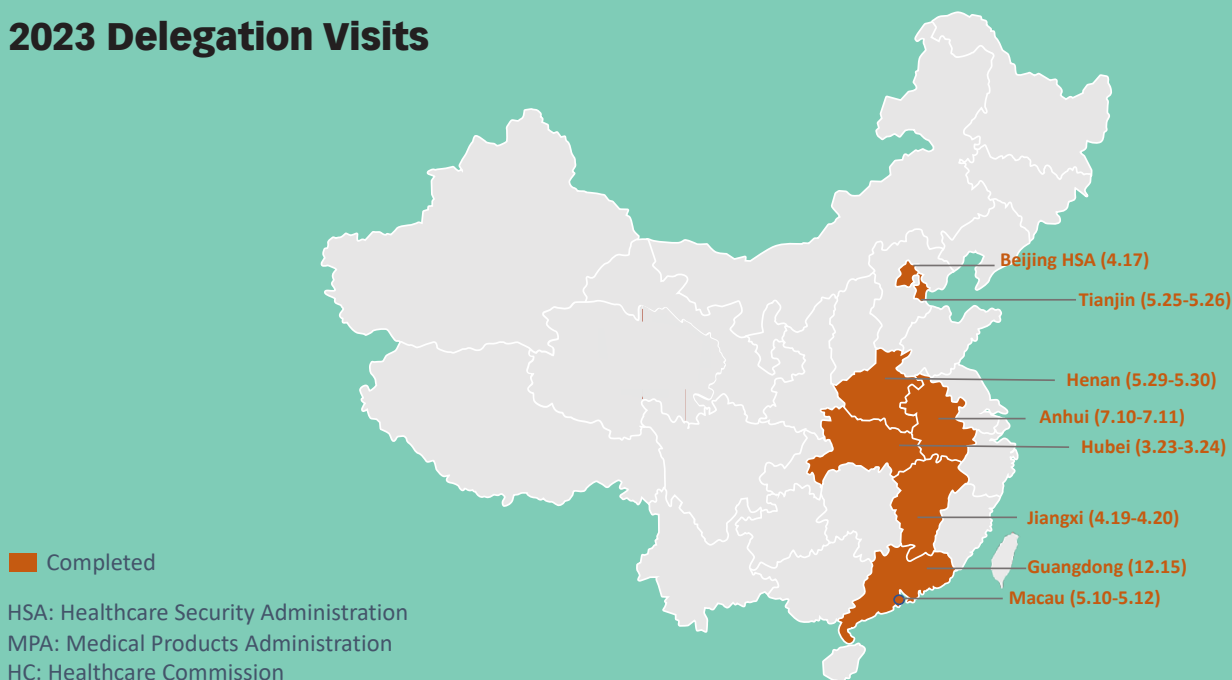 2023 Delegation Visits
Beijing HSA (4.17)
Tianjin (5.25-5.26)
Henan (5.29-5.30)
Anhui (7.10-7.11)
Hubei (3.23-3.24)
Jiangxi (4.19-4.20)
Guangdong (12.15)
Macau (5.10-5.12)
Completed
HSA: Healthcare Security Administration
MPA: Medical Products Administration
HC: Healthcare Commission